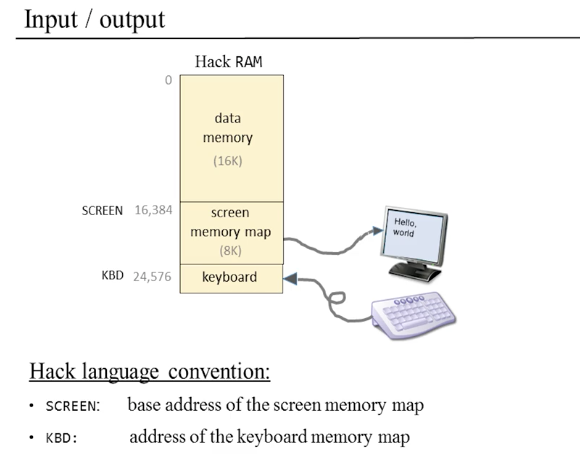 Input / output
Hack RAM
0
data
memory
(16K)
SCREEN 16,384
screen
memory map
(8K)
Hello,
world
KBD 24,576
keyboard
Hack language convention:
• SCREEN: base address of the screen memory map
• KBD: address of the keyboard memory map